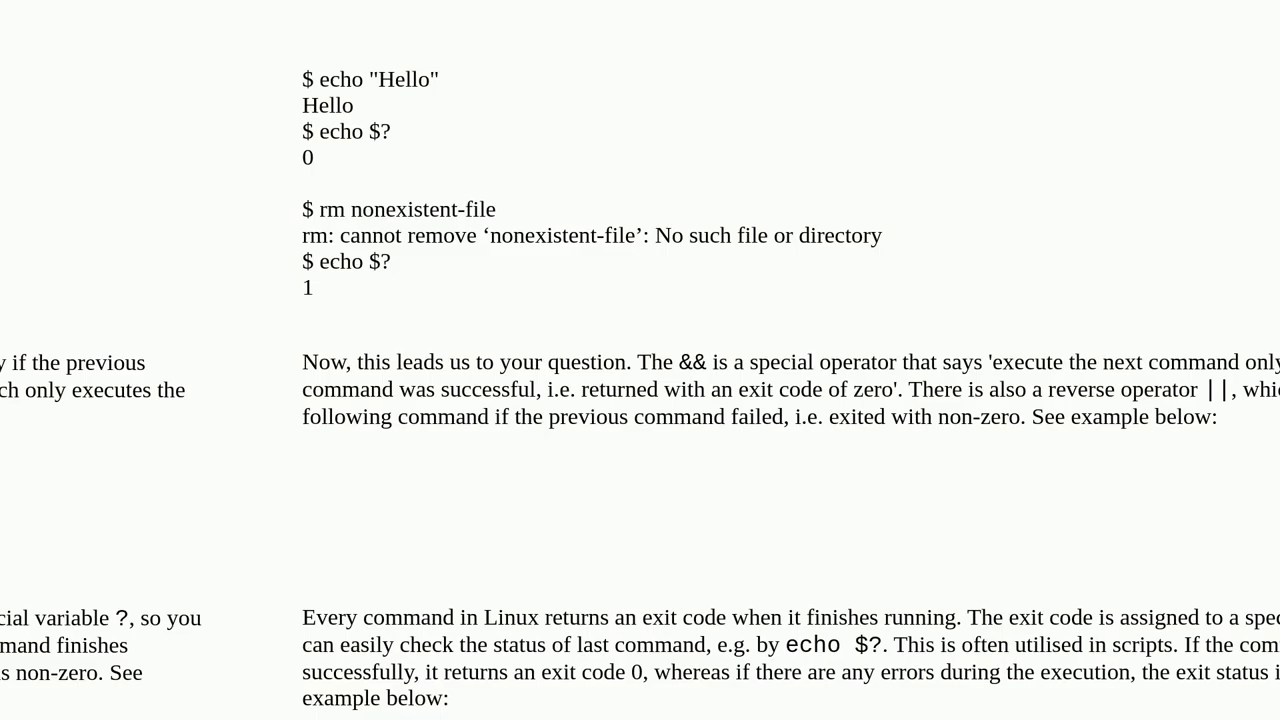 $ echo "Hello"
Hello
$ echo $?
0
$ rm nonexistent-file
rm: cannot remove ‘nonexistent-file’: No such file or directory
$ echo $?
1
y if the previous
ch only executes the
Now, this leads us to your question. The && is a special operator that says 'execute the next command only
command was successful, i.e. returned with an exit code of zero'. There is also a reverse operator ||, whic
following command if the previous command failed, i.e. exited with non-zero. See example below:
cial variable ?, so you
mmand finishes
s non-zero. See
Every command in Linux returns an exit code when it finishes running. The exit code is assigned to a spec
can easily check the status of last command, e.g. by echo $?. This is often utilised in scripts. If the com
successfully, it returns an exit code 0, whereas if there are any errors during the execution, the exit status i
example below: